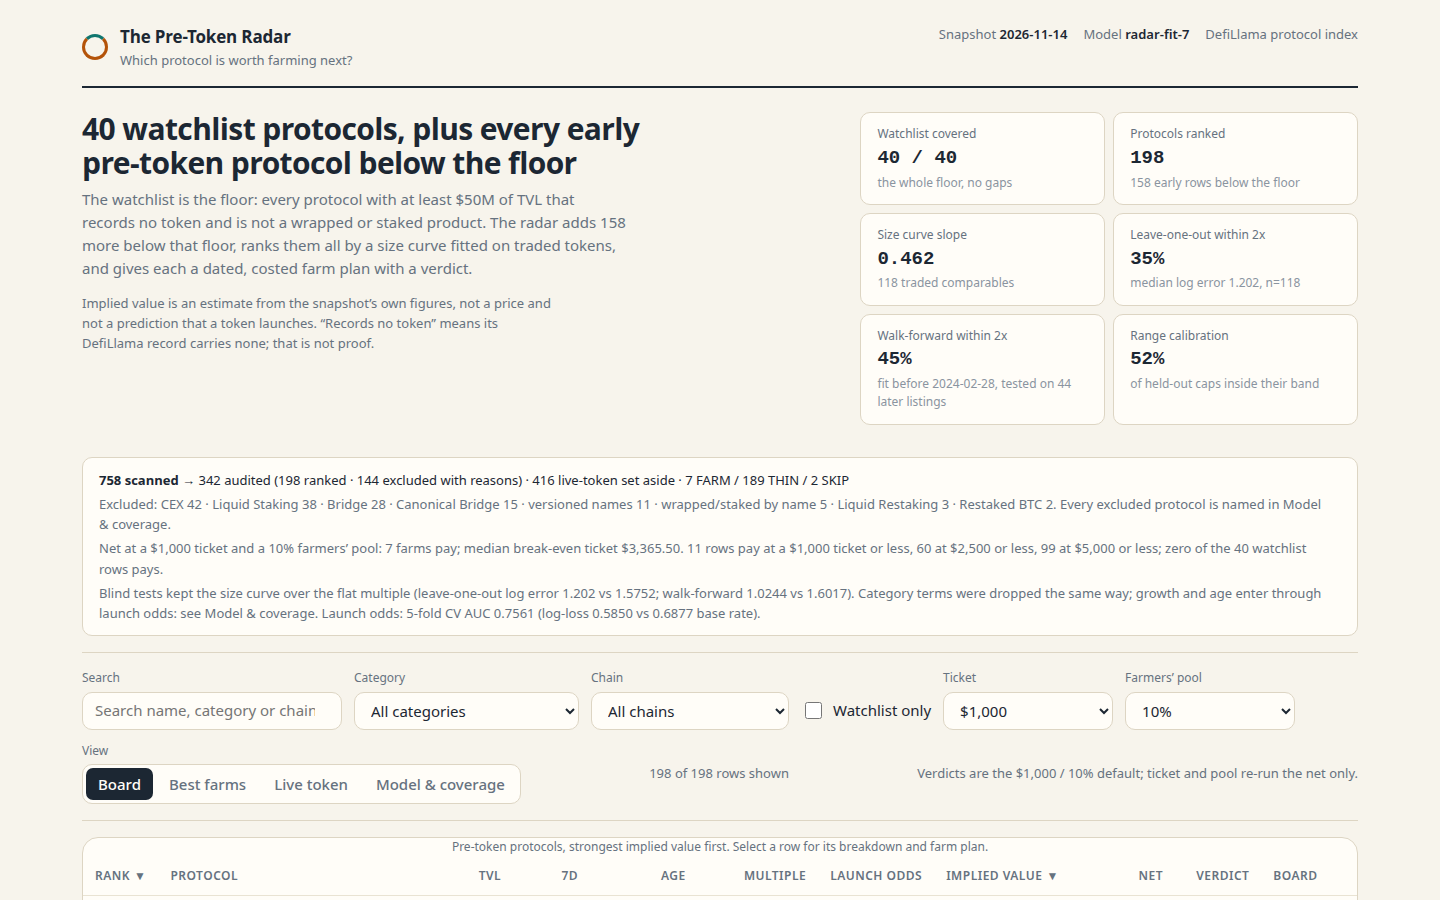 The Pre-Token Radar
Which protocol is worth farming next?
Snapshot 2026-11-14 Model radar-fit-7 DefiLlama protocol index
40 watchlist protocols, plus every early
pre-token protocol below the floor
The watchlist is the floor: every protocol with at least $50M of TVL that
records no token and is not a wrapped or staked product. The radar adds 158
more below that floor, ranks them all by a size curve fitted on traded tokens,
and gives each a dated, costed farm plan with a verdict.
Implied value is an estimate from the snapshot’s own figures, not a price and
not a prediction that a token launches. “Records no token” means its
DefiLlama record carries none; that is not proof.
Watchlist covered
40 / 40
the whole floor, no gaps
Protocols ranked
198
158 early rows below the floor
Size curve slope
0.462
118 traded comparables
Leave-one-out within 2x
35%
median log error 1.202, n=118
Walk-forward within 2x
45%
fit before 2024-02-28, tested on 44
later listings
Range calibration
52%
of held-out caps inside their band
758 scanned → 342 audited (198 ranked · 144 excluded with reasons) · 416 live-token set aside · 7 FARM / 189 THIN / 2 SKIP
Excluded: CEX 42 · Liquid Staking 38 · Bridge 28 · Canonical Bridge 15 · versioned names 11 · wrapped/staked by name 5 · Liquid Restaking 3 · Restaked BTC 2. Every excluded protocol is named in Model
& coverage.
Net at a $1,000 ticket and a 10% farmers’ pool: 7 farms pay; median break-even ticket $3,365.50. 11 rows pay at a $1,000 ticket or less, 60 at $2,500 or less, 99 at $5,000 or less; zero of the 40 watchlist
rows pays.
Blind tests kept the size curve over the flat multiple (leave-one-out log error 1.202 vs 1.5752; walk-forward 1.0244 vs 1.6017). Category terms were dropped the same way; growth and age enter through
launch odds: see Model & coverage. Launch odds: 5-fold CV AUC 0.7561 (log-loss 0.5850 vs 0.6877 base rate).
Search Category Chain Ticket Farmers’ pool
Search name, category or chain All categories All chains Watchlist only $1,000 10%
View
Board Best farms Live token Model & coverage 198 of 198 rows shown Verdicts are the $1,000 / 10% default; ticket and pool re-run the net only.
Pre-token protocols, strongest implied value first. Select a row for its breakdown and farm plan.
RANK ▼ PROTOCOL TVL 7D AGE MULTIPLE LAUNCH ODDS IMPLIED VALUE ▼ NET VERDICT BOARD